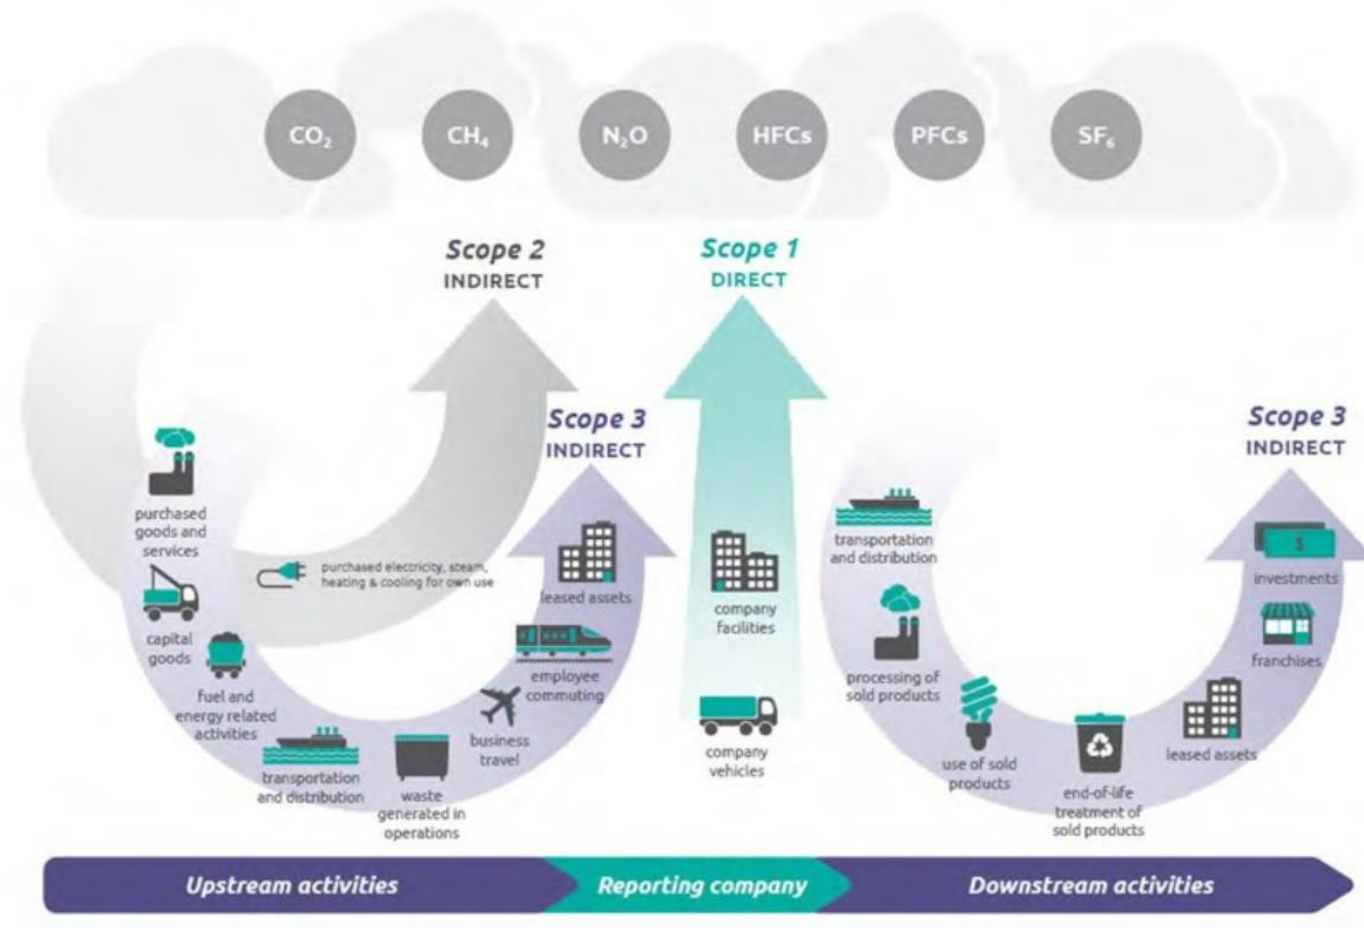 CO₂
CH₄
N₂O
HFCs
PFCs
SF₆
Scope 2
INDIRECT
Scope 1
DIRECT
Scope 3
INDIRECT
Scope 3
INDIRECT
purchased
goods and
services
capital
goods
fuel and
energy related
activities
transportation
and distribution
waste
generated in
operations
business
travel
employee
commuting
leased assets
purchased electricity, steam,
heating & cooling for own use
company
facilities
company
vehicles
transportation
and distribution
processing of
sold products
use of sold
products
end-of-life
treatment of
sold products
leased assets
franchises
$
investments
Upstream activities
Reporting company
Downstream activities